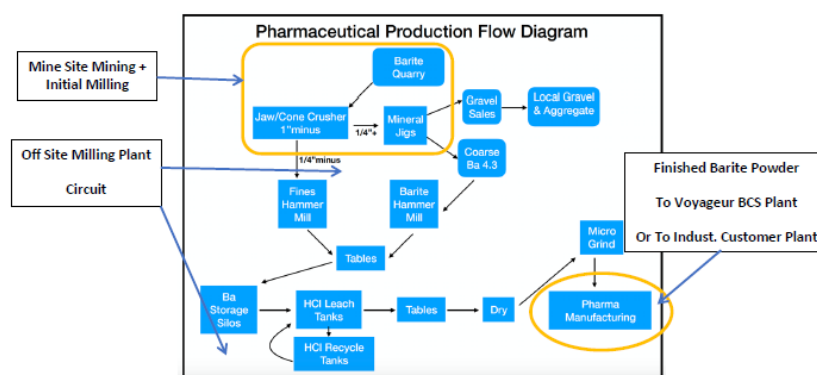 Pharmaceutical Production Flow Diagram
Mine Site Mining +
Initial Milling
Barite
Quarry
Jaw/Cone Crusher
1"minus
1/4"+
Mineral
Jigs
Gravel
Sales
Local Gravel
& Aggregate
Off Site Milling Plant
Circuit
1/4"minus
Coarse
Ba 4.3
Finished Barite Powder
To Voyageur BCS Plant
Or To Indust. Customer Plant
Fines
Hammer
Mill
Barite
Hammer
Mill
Micro
Grind
Tables
Ba
Storage
Silos
HCI Leach
Tanks
Tables
Dry
Pharma
Manufacturing
HCI Recycle
Tanks